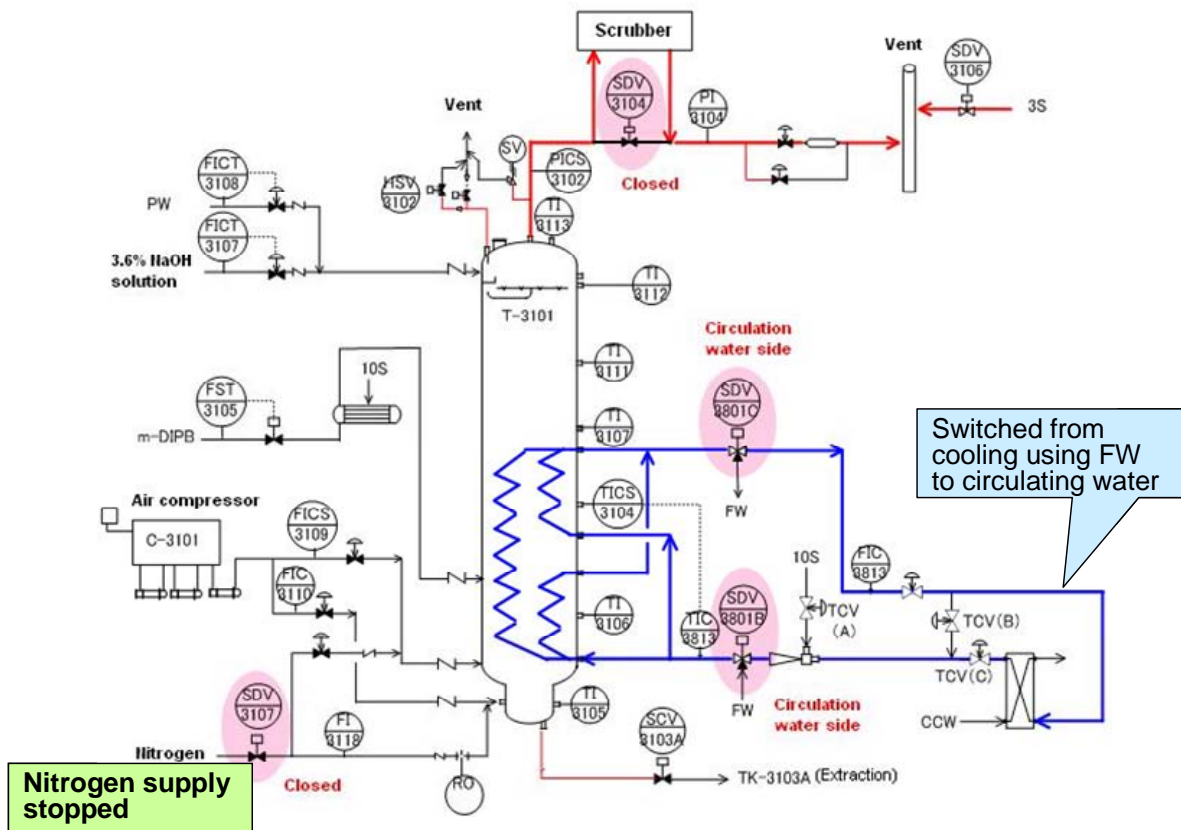 Scrubber
Vent
SDV
3106
3S
SDV
3104
PI
3104
Closed
Vent
SV
HSV
3102
PICS
3102
TI
3113
FICT
3108
PW
FICT
3107
3.6% NaOH
solution
T-3101
TI
3112
Circulation
water side
TI
3111
SDV
3801C
TI
3107
FW
10S
FST
3105
m-DIPB
Switched from
cooling using FW
to circulating water
Air compressor
C-3101
FICS
3109
FIC
3110
TICS
3104
TI
3106
TIC
3813
SDV
3801B
FW
Circulation
water side
10S
TCV
(A)
FIC
3813
TCV(B)
TCV(C)
CCW
SDV
3107
Nitrogen
Closed
FI
3118
RO
TI
3105
SCV
3103A
TK-3103A (Extraction)
Nitrogen supply
stopped